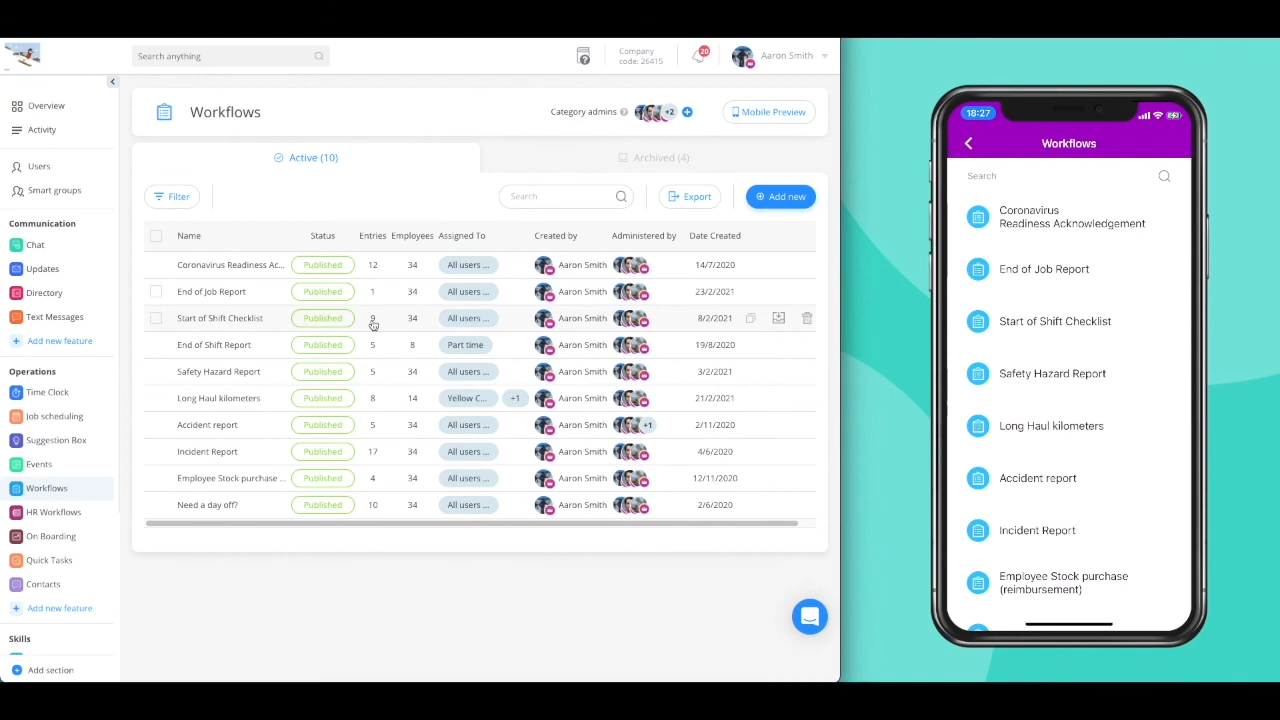 Search anything
Company
code: 26415
20
Aaron Smith
Overview
Activity
Users
Smart groups
Communication
Chat
Updates
Directory
Text Messages
+ Add new feature
Operations
Time Clock
Job scheduling
Suggestion Box
Events
Workflows
HR Workflows
On Boarding
Quick Tasks
Contacts
+ Add new feature
Skills
Add section
Workflows
Category admins
+2
Mobile Preview
Active (10)
Archived (4)
Filter
Search
Export
Add new
Name Status Entries Employees Assigned To Created by Administered by Date Created
Coronavirus Readiness Ac... Published 12 34 All users ... Aaron Smith 14/7/2020
End of Job Report Published 1 34 All users ... Aaron Smith 23/2/2021
Start of Shift Checklist Published 9 34 All users ... Aaron Smith 8/2/2021
End of Shift Report Published 5 8 Part time Aaron Smith 19/8/2020
Safety Hazard Report Published 5 34 All users ... Aaron Smith 3/2/2021
Long Haul kilometers Published 8 14 Yellow C... +1 Aaron Smith 21/2/2021
Accident report Published 5 34 All users ... Aaron Smith +1 2/11/2020
Incident Report Published 17 34 All users ... Aaron Smith 4/6/2020
Employee Stock purchase ... Published 4 34 All users ... Aaron Smith 12/11/2020
Need a day off? Published 10 34 All users ... Aaron Smith 2/6/2020
18:27
Workflows
Search
Coronavirus
Readiness Acknowledgement
End of Job Report
Start of Shift Checklist
Safety Hazard Report
Long Haul kilometers
Accident report
Incident Report
Employee Stock purchase
(reimbursement)